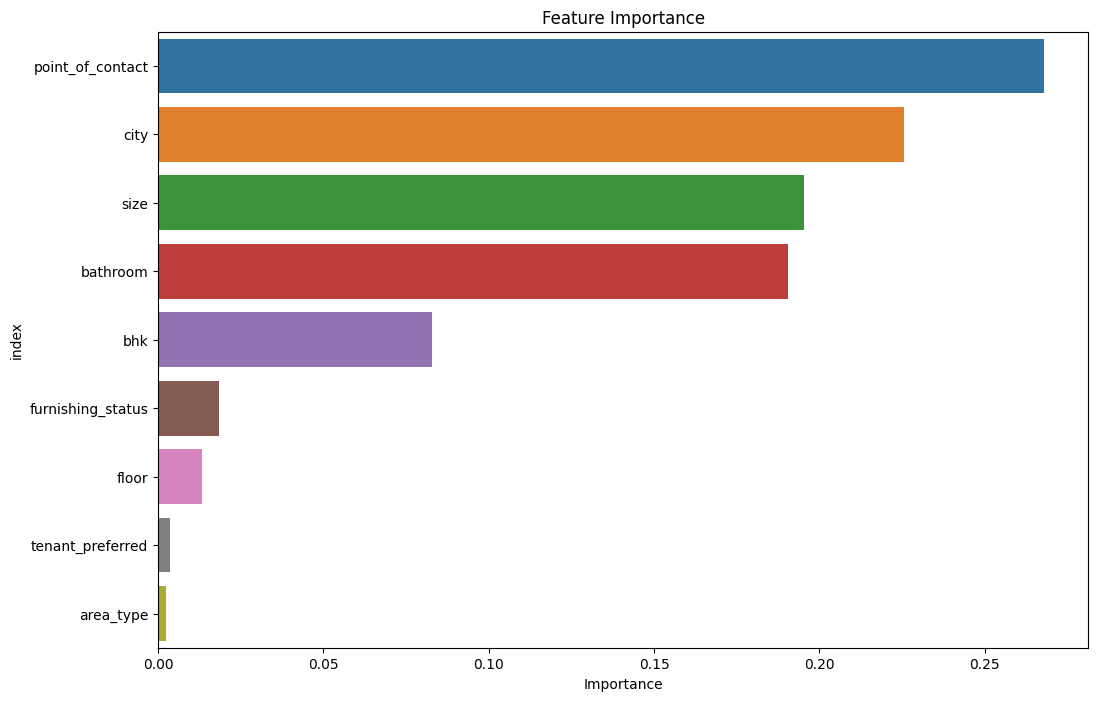 Feature Importance
point_of_contact
city
size
bathroom
bhk
furnishing_status
floor
tenant_preferred
area_type
index
0.00 0.05 0.10 0.15 0.20 0.25
Importance